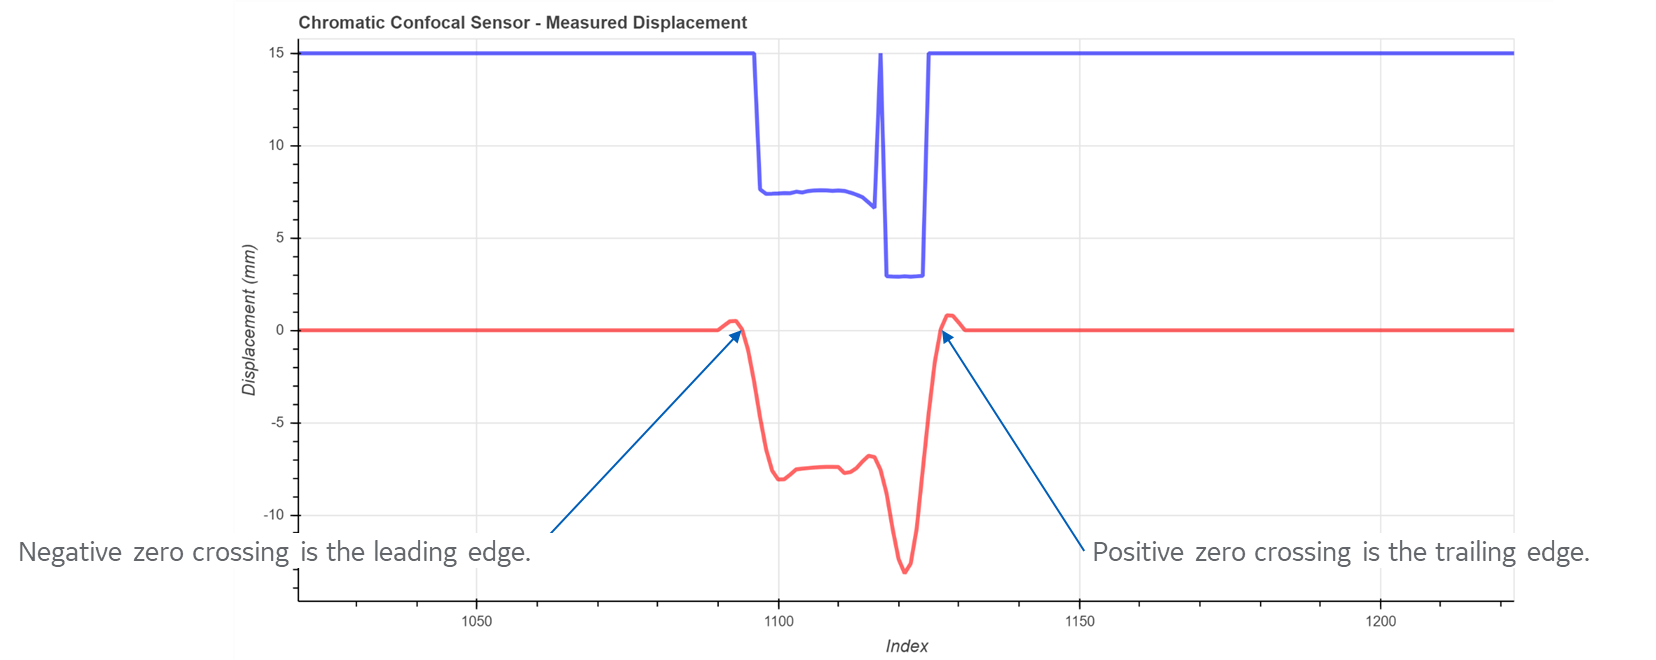 Chromatic Confocal Sensor - Measured Displacement
15
10
5
0
-5
-10
Displacement (mm)
Negative zero crossing is the leading edge.
Positive zero crossing is the trailing edge.
1050
1100
1150
1200
Index